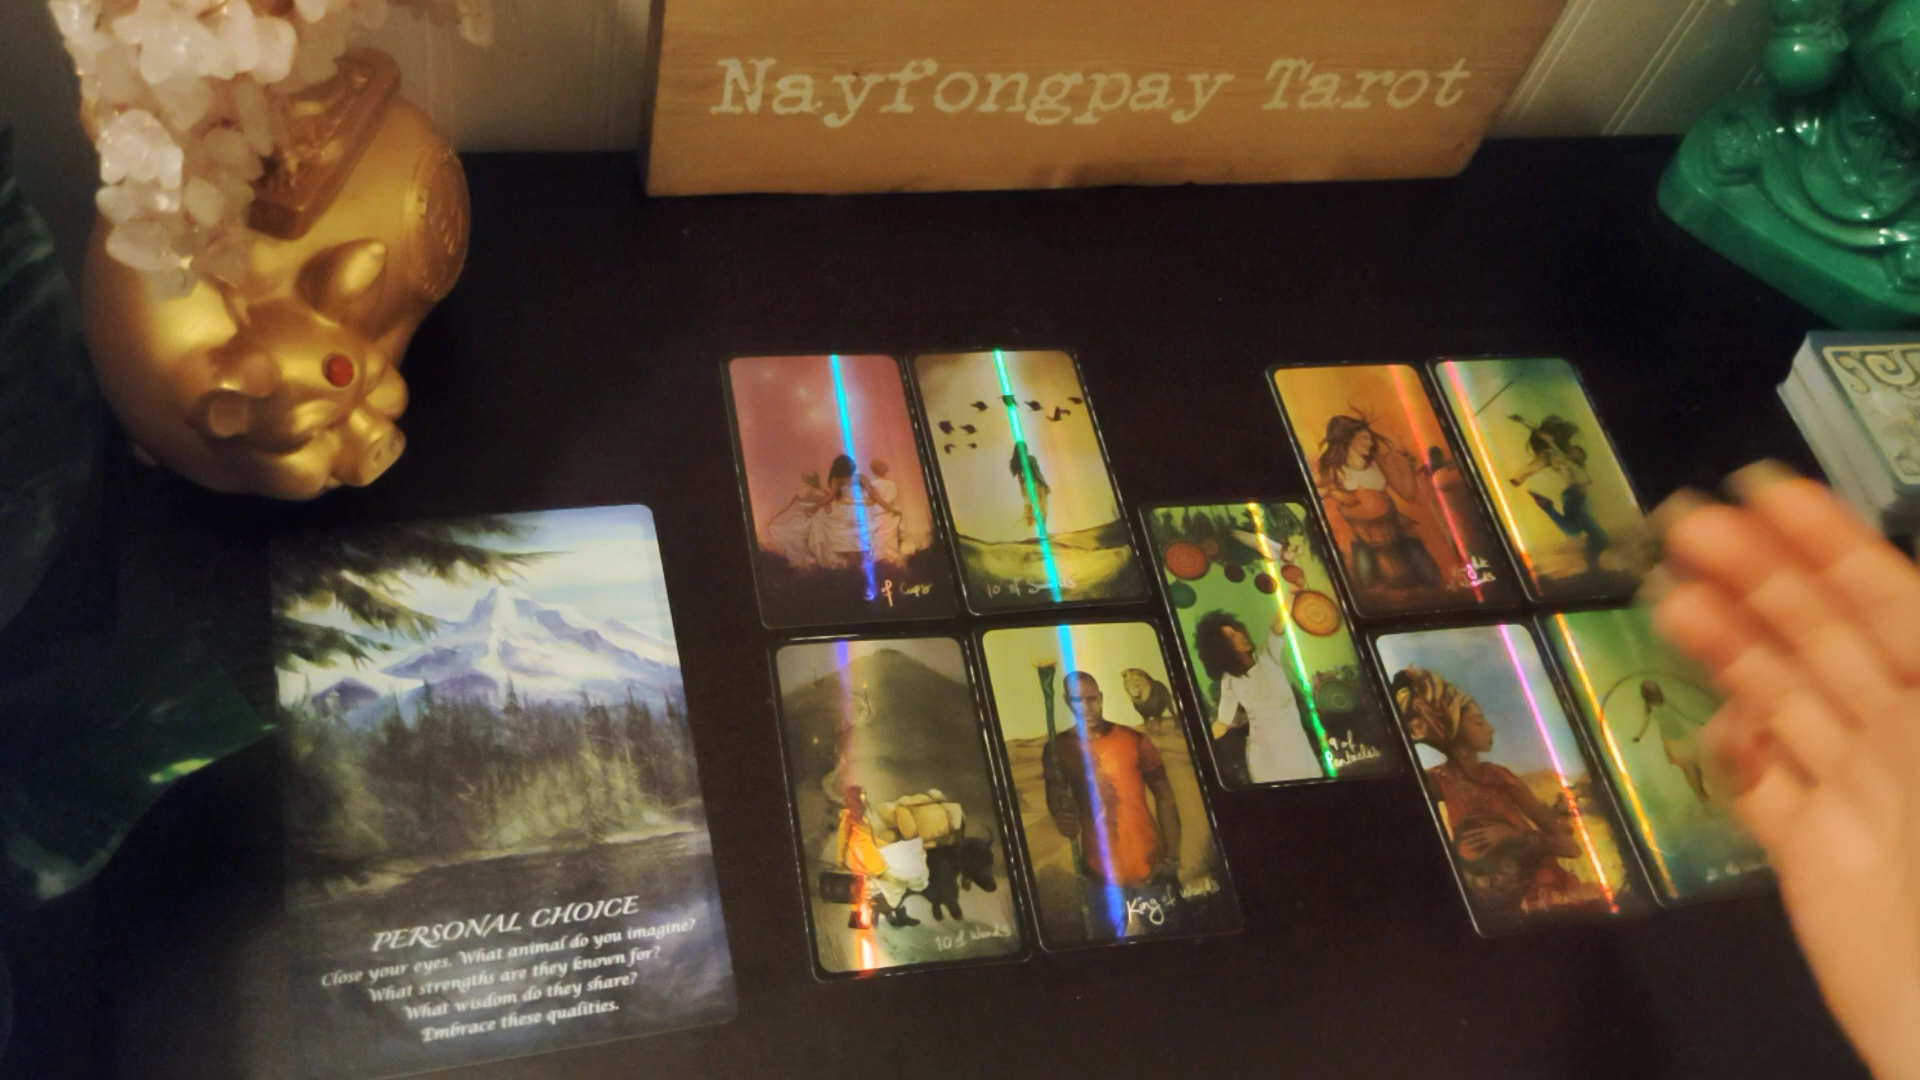 Nayfongpay Tarot
of Cups
10 of Swords
9 of
Pentacles
10 of Wands
King of Wands
PERSONAL CHOICE
Close your eyes. What animal do you imagine?
What strengths are they known for?
What wisdom do they share?
Embrace these qualities.